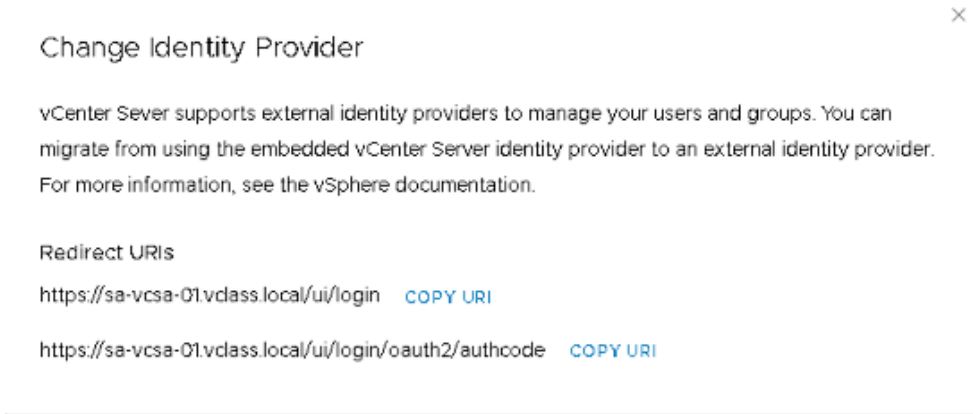 Change Identity Provider
vCenter Sever supports external identity providers to manage your users and groups. You can
migrate from using the embedded vCenter Server identity provider to an external identity provider.
For more information, see the vSphere documentation.
Redirect URIs
https://sa-vcsa-01.vclass.local/ui/login COPY URI
https://sa-vcsa-01.vclass.local/ui/login/oauth2/authcode COPY URI